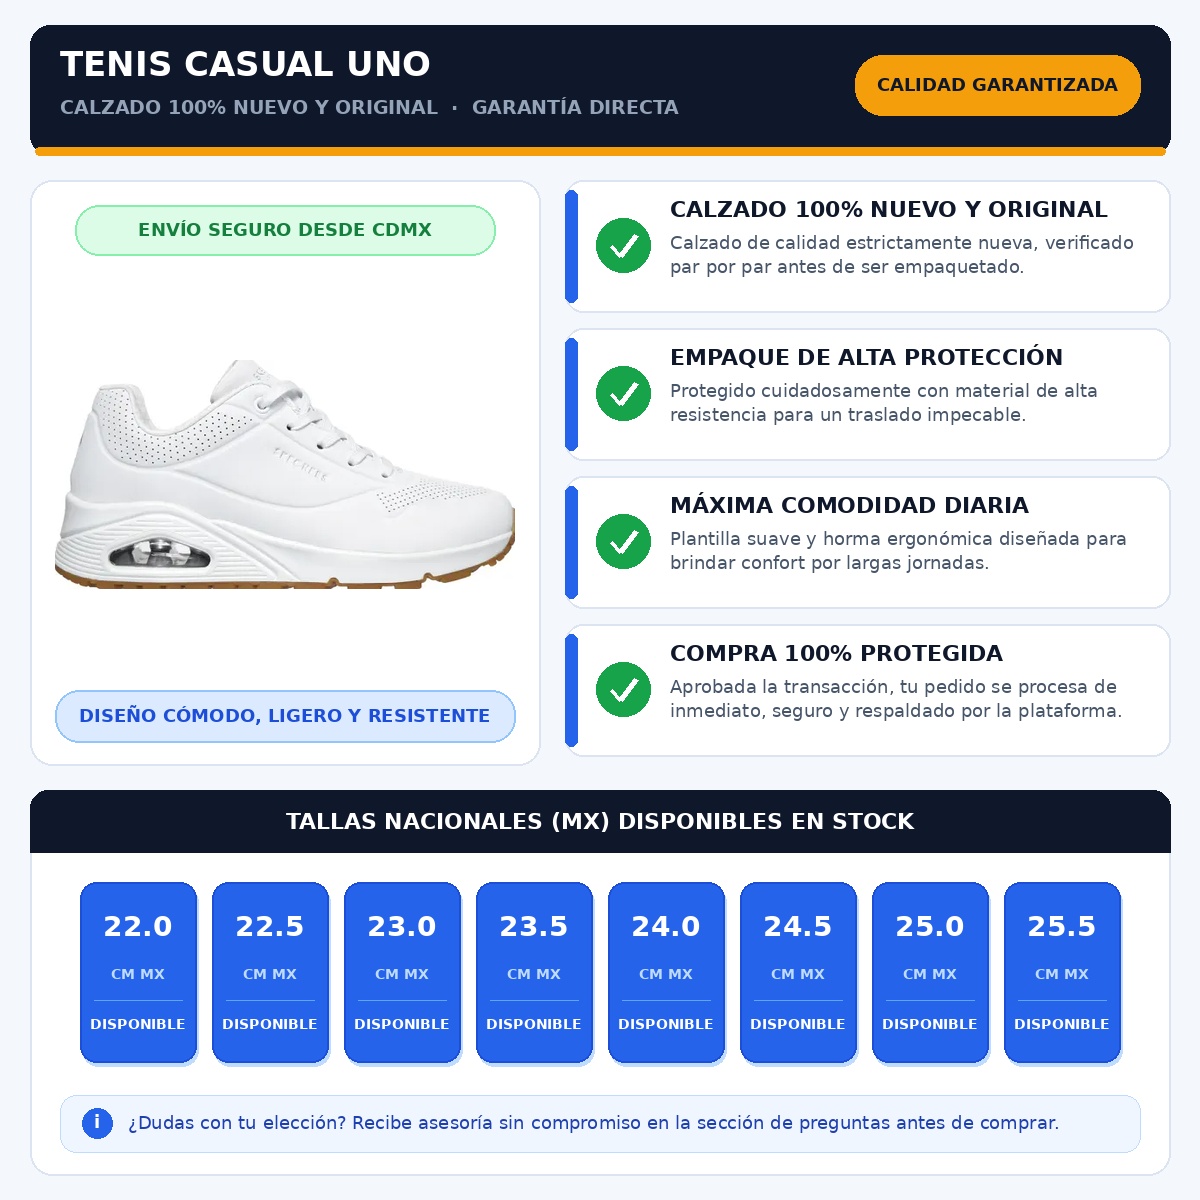 TENIS CASUAL UNO
CALZADO 100% NUEVO Y ORIGINAL · GARANTÍA DIRECTA
CALIDAD GARANTIZADA
ENVÍO SEGURO DESDE CDMX
SKECHERS
DISEÑO CÓMODO, LIGERO Y RESISTENTE
CALZADO 100% NUEVO Y ORIGINAL
Calzado de calidad estrictamente nueva, verificado
par por par antes de ser empaquetado.
EMPAQUE DE ALTA PROTECCIÓN
Protegido cuidadosamente con material de alta
resistencia para un traslado impecable.
MÁXIMA COMODIDAD DIARIA
Plantilla suave y horma ergonómica diseñada para
brindar confort por largas jornadas.
COMPRA 100% PROTEGIDA
Aprobada la transacción, tu pedido se procesa de
inmediato, seguro y respaldado por la plataforma.
TALLAS NACIONALES (MX) DISPONIBLES EN STOCK
22.0 22.5 23.0 23.5 24.0 24.5 25.0 25.5
CM MX CM MX CM MX CM MX CM MX CM MX CM MX CM MX
DISPONIBLE DISPONIBLE DISPONIBLE DISPONIBLE DISPONIBLE DISPONIBLE DISPONIBLE DISPONIBLE
i ¿Dudas con tu elección? Recibe asesoría sin compromiso en la sección de preguntas antes de comprar.